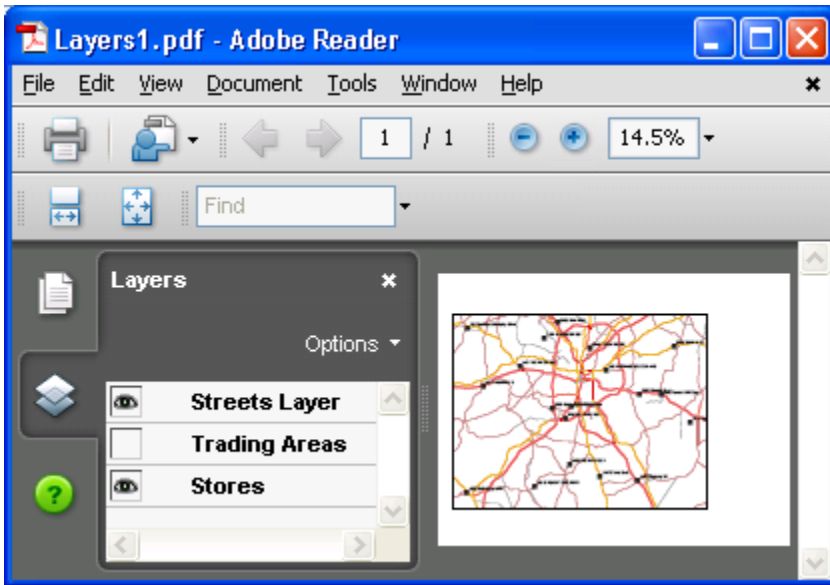 Layers1.pdf - Adobe Reader
File Edit View Document Tools Window Help
1 / 1 14.5%
Find
Layers
Options
Streets Layer
Trading Areas
Stores
?